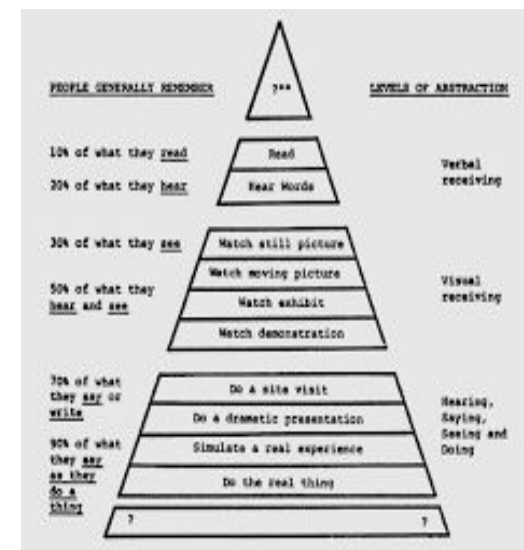 PEOPLE GENERALLY REMEMBER
LEVELS OF ABSTRACTION
?**
10% of what they read
20% of what they hear
Read
Hear Words
Verbal
receiving
30% of what they see
50% of what they
hear and see
Watch still picture
Watch moving picture
Watch exhibit
Watch demonstration
Visual
receiving
70% of what
they say or
write
90% of what
they say
as they
do a
thing
Do a site visit
Do a dramatic presentation
Simulate a real experience
Do the real thing
Hearing,
Saying,
Seeing and
Doing
?
?